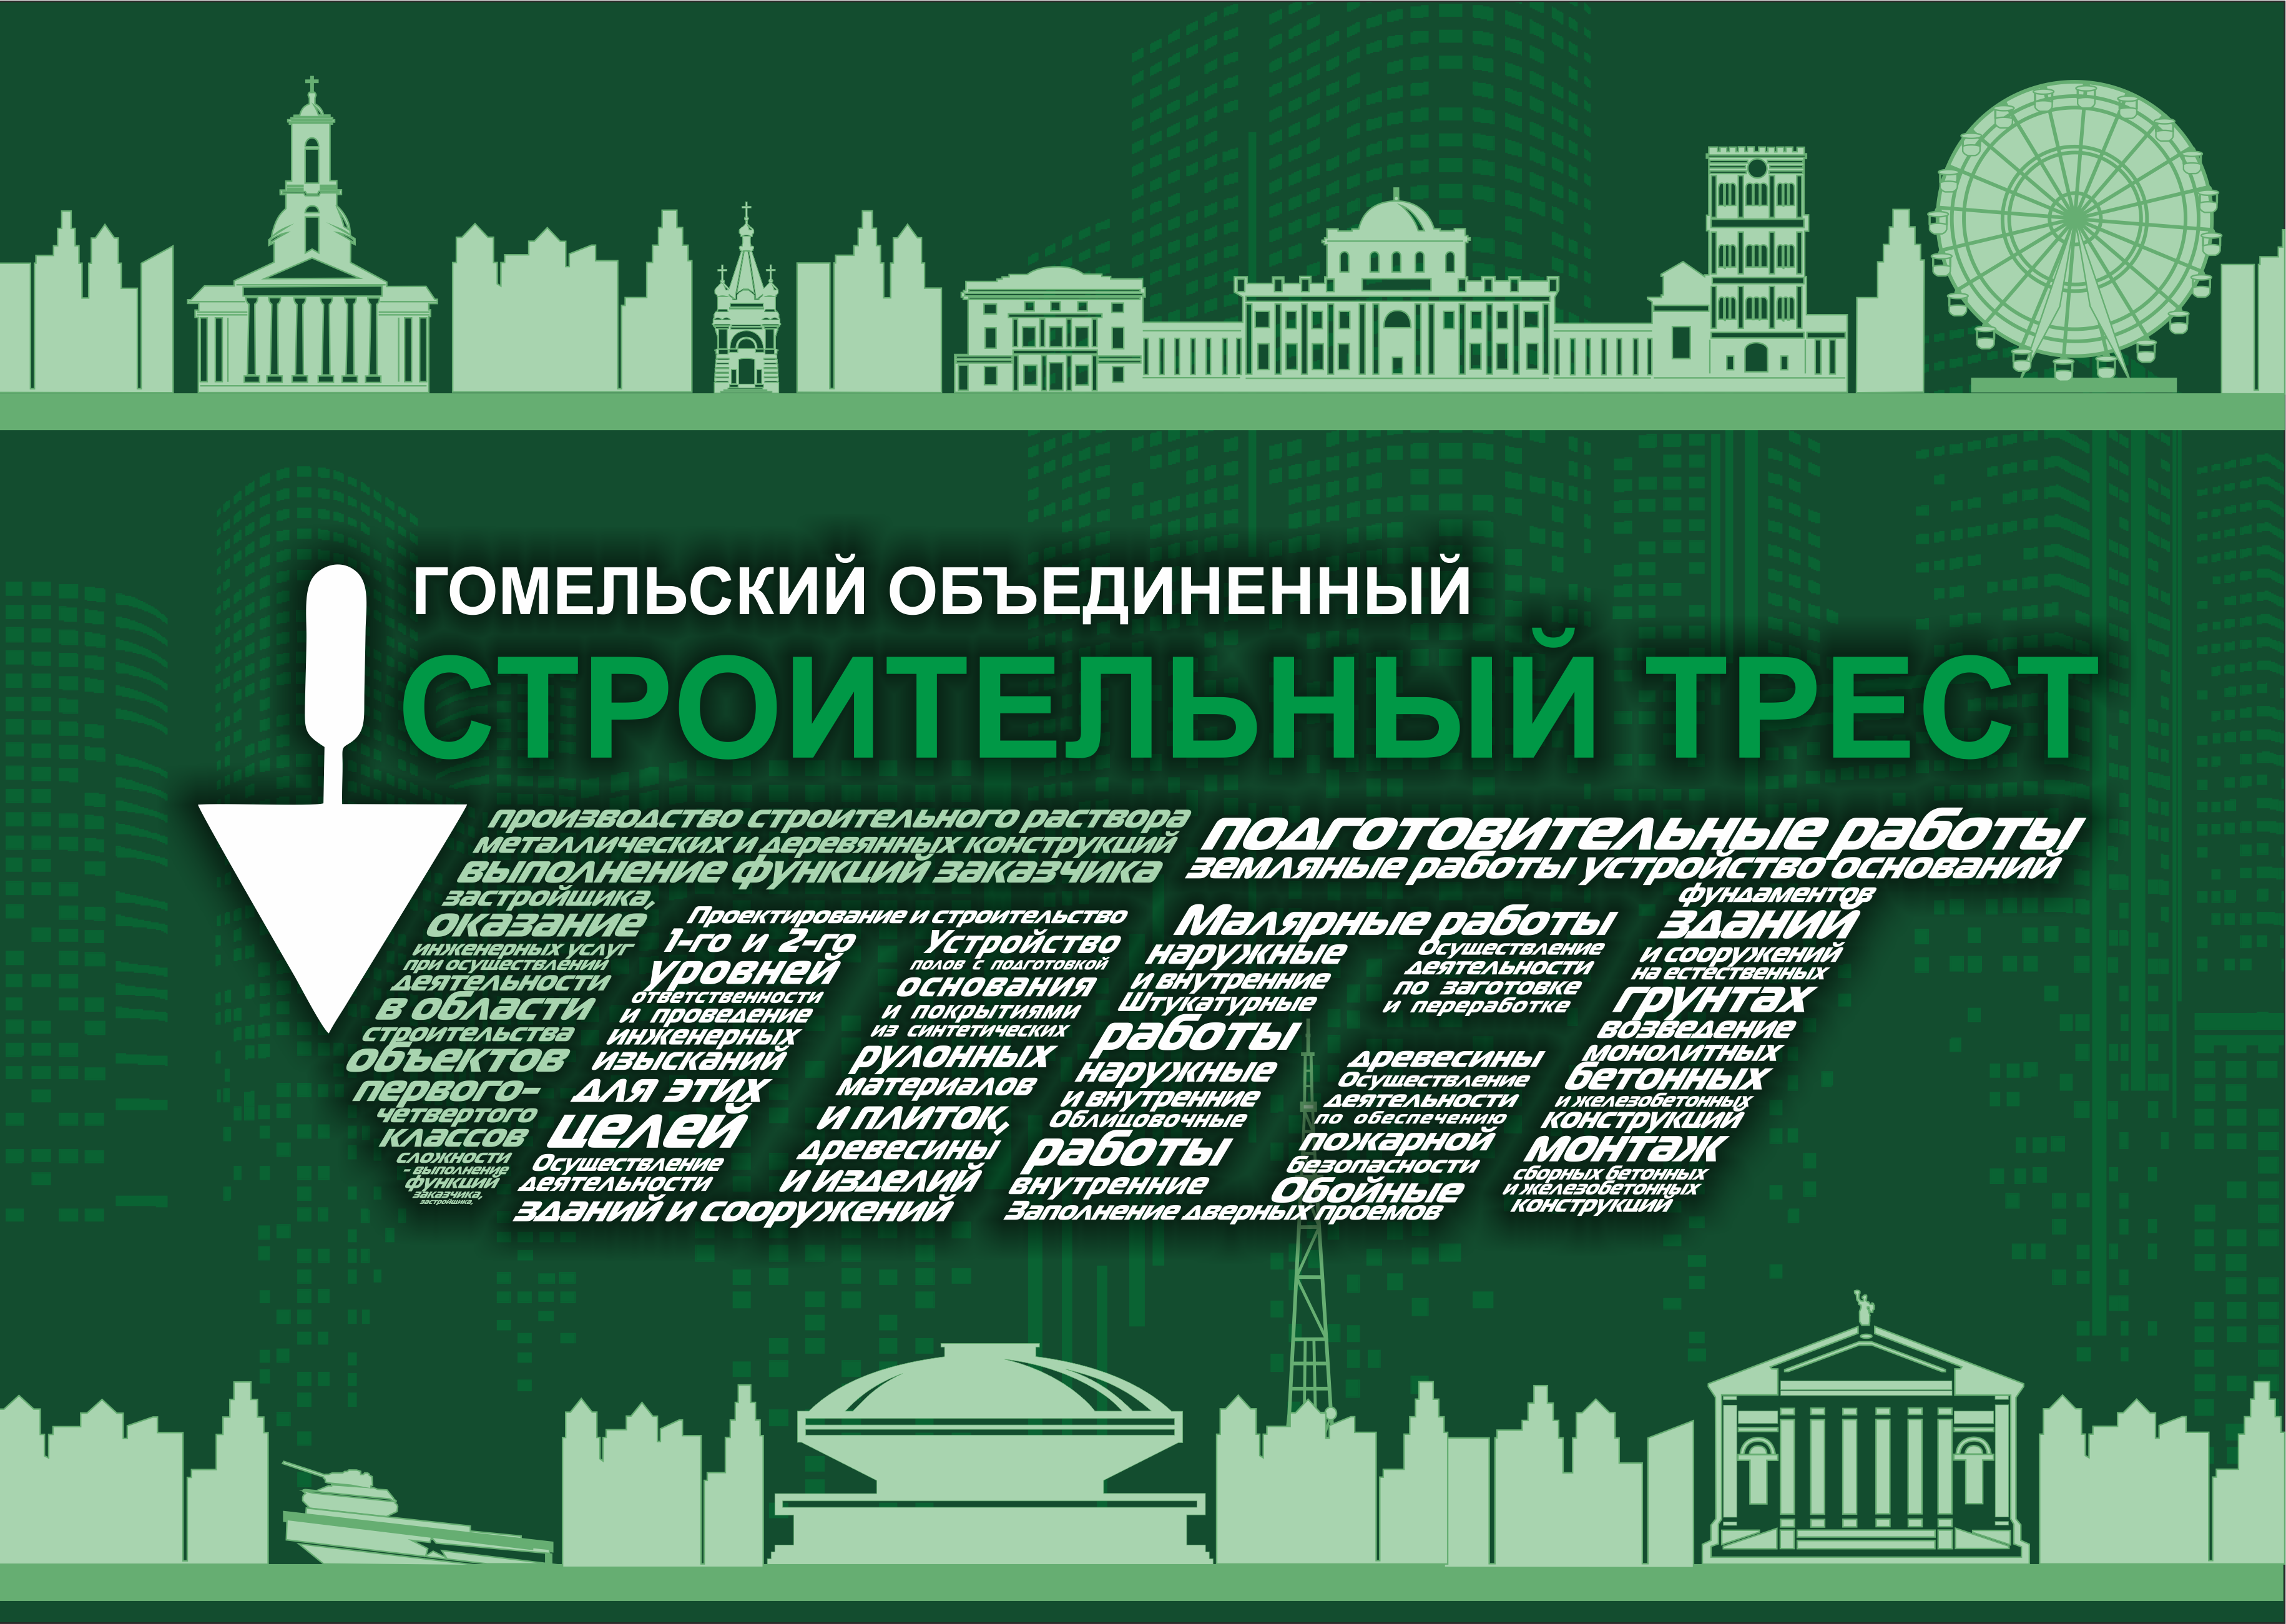 ГОМЕЛЬСКИЙ ОБЪЕДИНЕННЫЙ
СТРОИТЕЛЬНЫЙ ТРЕСТ
производство строительного раствора
металлических и деревянных конструкций
выполнение функций заказчика
застройщика,
оказание
инженерных услуг
при осуществлений
деятельности
в области
строительства
объектов
первого-
четвертого
классов
сложности
- выполнение
функций
заказчика,
застройщика,
Проектирование и строительство
1-го и 2-го
уровней
ответственности
и проведение
инженерных
изысканий
для этих
целей
Осуществление
деятельности
зданий и сооружений
Устройство
полов с подготовкой
основания
и покрытиями
из синтетических
рулонных
материалов
и плиток,
древесины
и изделий
подготовительные работы
земляные работы устройство оснований
Малярные работы
наружные
и внутренние
Штукатурные
работы
наружные
и внутренние
Облицовочные
работы
внутренние
Заполнение дверных проемов
Осуществление
деятельности
по заготовке
и переработке
древесины
Осуществление
деятельности
по обеспечению
пожарной
безопасности
Обойные
фундаментов
зданий
и сооружений
на естественных
грунтах
возведение
монолитных
бетонных
и железобетонных
конструкций
монтаж
сборных бетонных
и железобетонных
конструкций